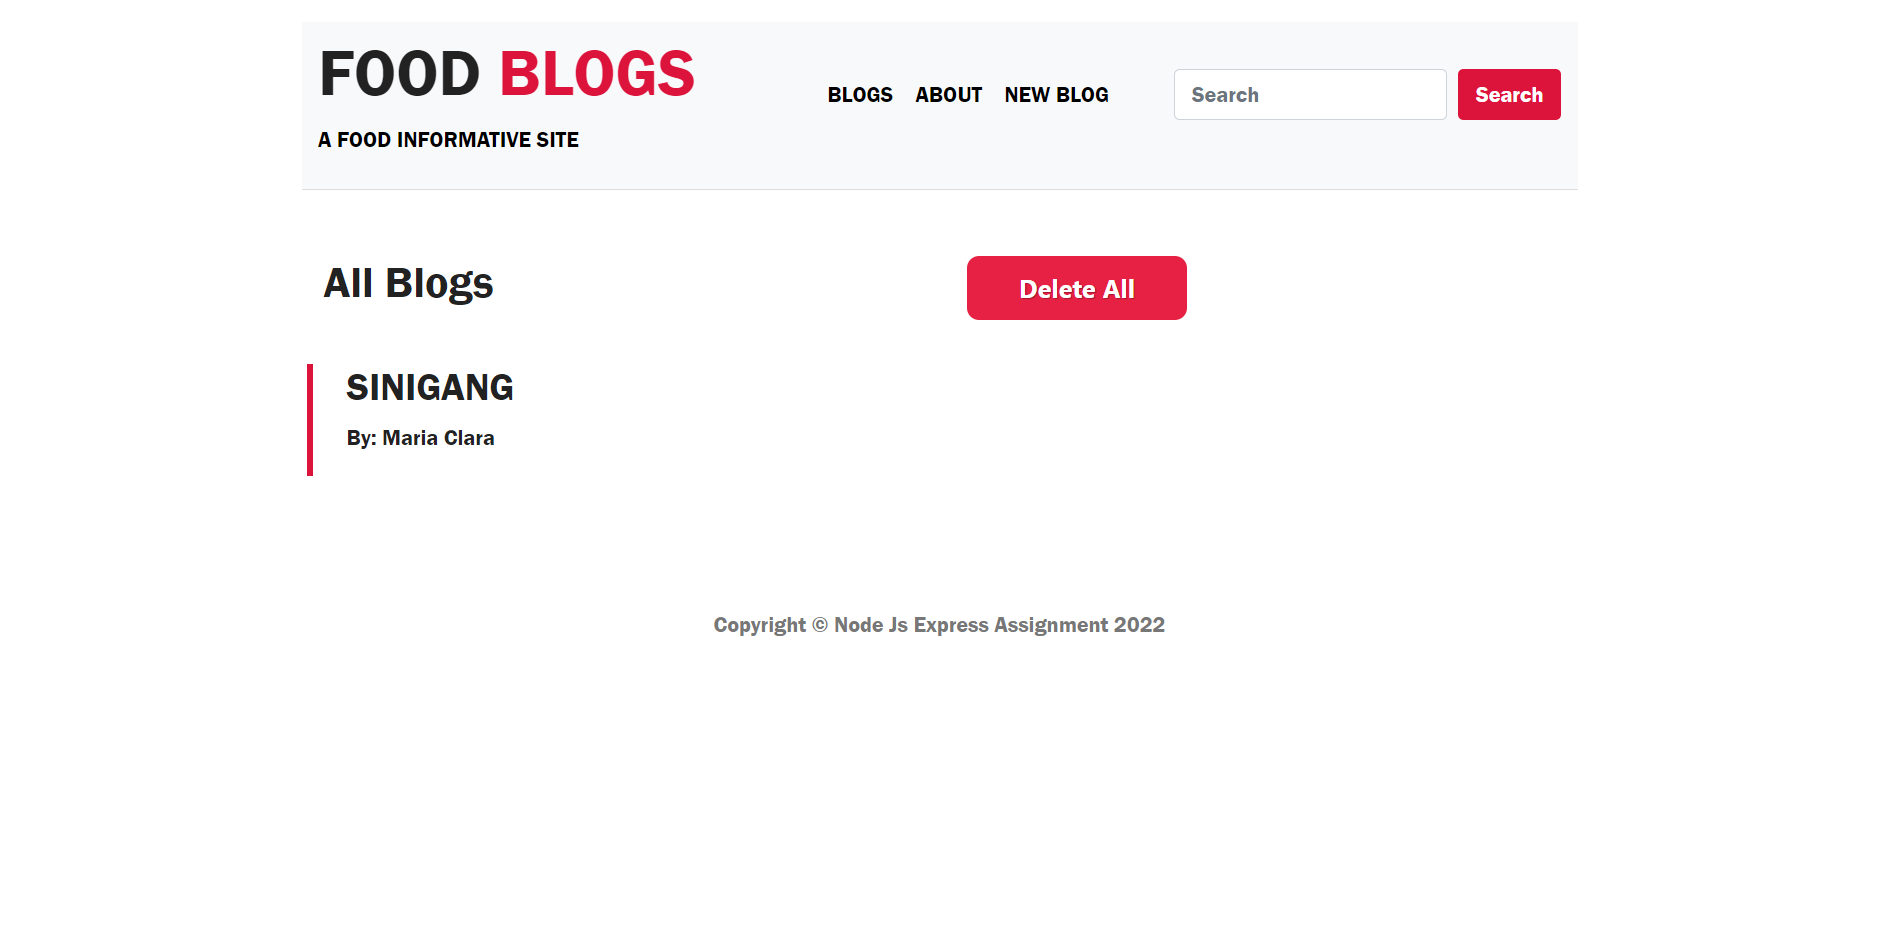 FOOD BLOGS
A FOOD INFORMATIVE SITE
BLOGS ABOUT NEW BLOG
Search
Search
All Blogs
Delete All
SINIGANG
By: Maria Clara
Copyright © Node Js Express Assignment 2022